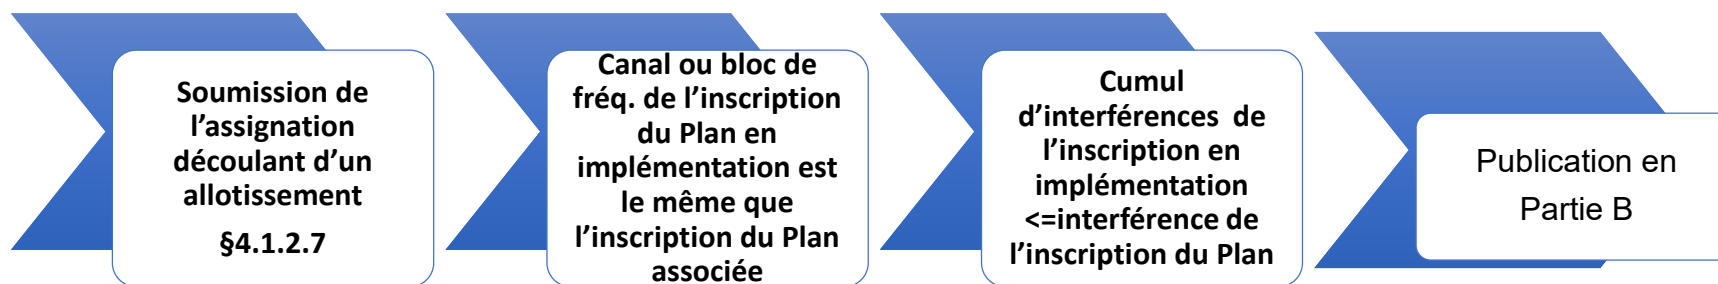 Soumission de
l’assignation
découlant d’un
allotissement
§4.1.2.7
Canal ou bloc de
fréq. de l’inscription
du Plan en
implémentation est
le même que
l’inscription du Plan
associée
Cumul
d’interférences de
l’inscription en
implémentation
<=interférence de
l’inscription du Plan
Publication en
Partie B